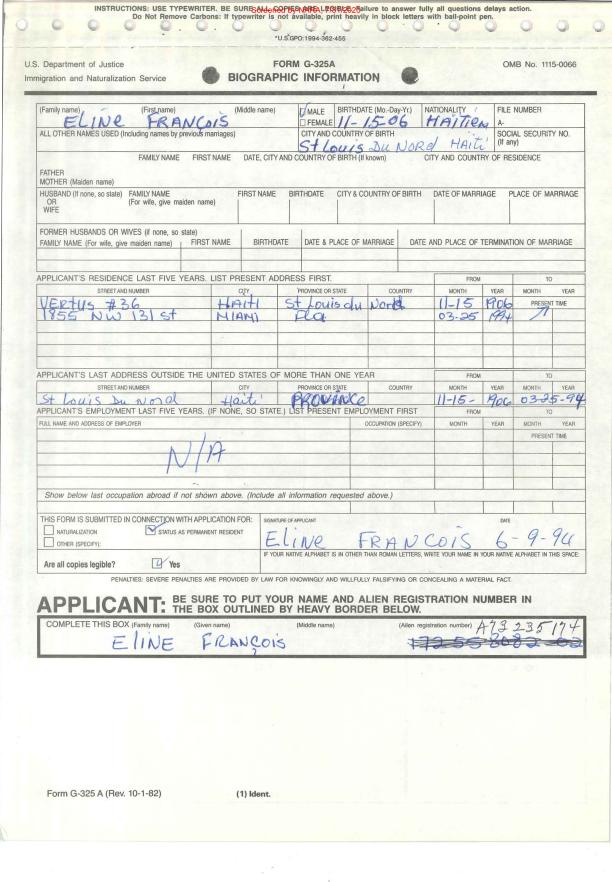 INSTRUCTIONS: USE TYPEWRITER. BE SURE ALL COPIES ARE LEGIBLE. Failure to answer fully all questions delays action.
Do Not Remove Carbons: If typewriter is not available, print heavily in block letters with ball-point pen.
*U.S.GPO:1994-362-455
U.S. Department of Justice
Immigration and Naturalization Service
FORM G-325A
BIOGRAPHIC INFORMATION
OMB No. 1115-0066
(Family name) (First name) (Middle name) MALE BIRTHDATE (Mo.-Day-Yr.) NATIONALITY FILE NUMBER
ELINE FRANÇOIS FEMALE 11-15-06 HAITIEN A-
ALL OTHER NAMES USED (Including names by previous marriages) CITY AND COUNTRY OF BIRTH SOCIAL SECURITY NO. (If any)
St Louis Du Nord Haiti
FAMILY NAME FIRST NAME DATE, CITY AND COUNTRY OF BIRTH (If known) CITY AND COUNTRY OF RESIDENCE
FATHER
MOTHER (Maiden name)
HUSBAND (If none, so state) OR WIFE FAMILY NAME (For wife, give maiden name) FIRST NAME BIRTHDATE CITY & COUNTRY OF BIRTH DATE OF MARRIAGE PLACE OF MARRIAGE
FORMER HUSBANDS OR WIVES (if none, so state)
FAMILY NAME (For wife, give maiden name) FIRST NAME BIRTHDATE DATE & PLACE OF MARRIAGE DATE AND PLACE OF TERMINATION OF MARRIAGE
APPLICANT'S RESIDENCE LAST FIVE YEARS. LIST PRESENT ADDRESS FIRST. FROM TO
STREET AND NUMBER CITY PROVINCE OR STATE COUNTRY MONTH YEAR MONTH YEAR
VERTUS #36 HAITI St Louis du Nord 11-15 1906 PRESENT TIME
1855 NW 131 st MIAMI Fla 03-25 1994
APPLICANT'S LAST ADDRESS OUTSIDE THE UNITED STATES OF MORE THAN ONE YEAR FROM TO
STREET AND NUMBER CITY PROVINCE OR STATE COUNTRY MONTH YEAR MONTH YEAR
St Louis Du Nord Haiti PROVINCE 11-15- 1906 03-25-94
APPLICANT'S EMPLOYMENT LAST FIVE YEARS. (IF NONE, SO STATE.) LIST PRESENT EMPLOYMENT FIRST FROM TO
FULL NAME AND ADDRESS OF EMPLOYER OCCUPATION (SPECIFY) MONTH YEAR MONTH YEAR
PRESENT TIME
N/A
Show below last occupation abroad if not shown above. (Include all information requested above.)
THIS FORM IS SUBMITTED IN CONNECTION WITH APPLICATION FOR: SIGNATURE OF APPLICANT DATE
NATURALIZATION STATUS AS PERMANENT RESIDENT
OTHER (SPECIFY): Eline FRANCOIS 6-9-94
IF YOUR NATIVE ALPHABET IS IN OTHER THAN ROMAN LETTERS, WRITE YOUR NAME IN YOUR NATIVE ALPHABET IN THIS SPACE:
Are all copies legible? Yes
PENALTIES: SEVERE PENALTIES ARE PROVIDED BY LAW FOR KNOWINGLY AND WILLFULLY FALSIFYING OR CONCEALING A MATERIAL FACT.
APPLICANT: BE SURE TO PUT YOUR NAME AND ALIEN REGISTRATION NUMBER IN THE BOX OUTLINED BY HEAVY BORDER BELOW.
COMPLETE THIS BOX (Family name) (Given name) (Middle name) (Alien registration number) A73 235 174
ELINE FRANÇOIS
Form G-325 A (Rev. 10-1-82) (1) Ident.